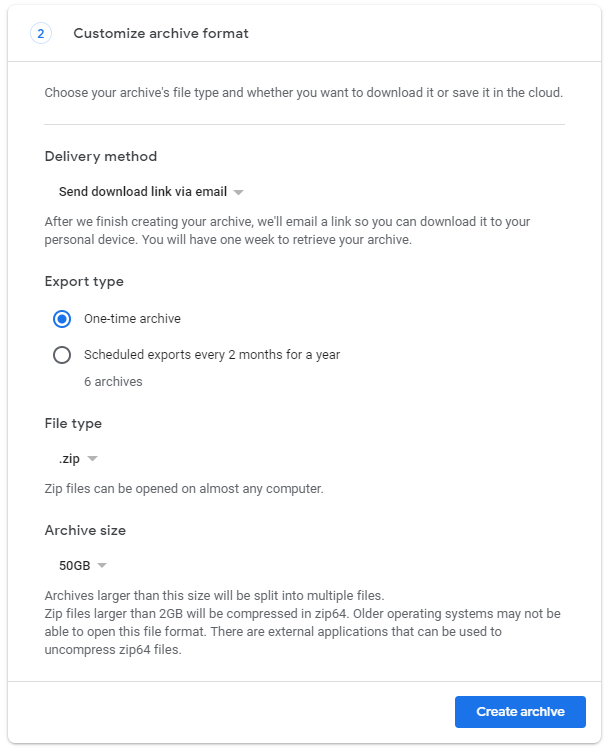 2 Customize archive format
Choose your archive's file type and whether you want to download it or save it in the cloud.
Delivery method
Send download link via email
After we finish creating your archive, we'll email a link so you can download it to your
personal device. You will have one week to retrieve your archive.
Export type
One-time archive
Scheduled exports every 2 months for a year
6 archives
File type
.zip
Zip files can be opened on almost any computer.
Archive size
50GB
Archives larger than this size will be split into multiple files.
Zip files larger than 2GB will be compressed in zip64. Older operating systems may not be
able to open this file format. There are external applications that can be used to
uncompress zip64 files.
Create archive